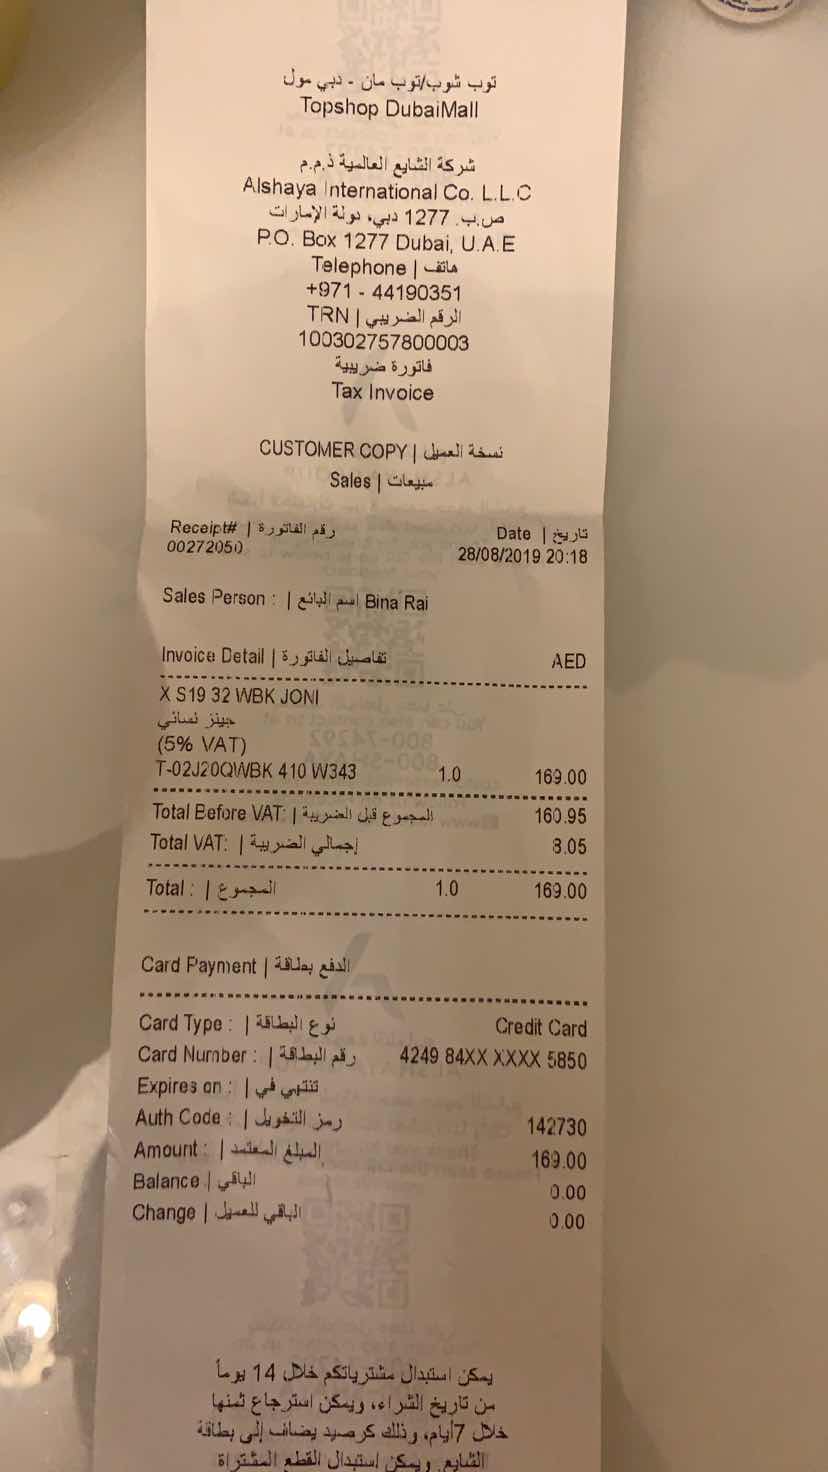 توب شوب/توب مان - دبي مول
Topshop DubaiMall
شركة الشايع العالمية ذ.م.م
Alshaya International Co. L.L.C
ص.ب. 1277 دبي، دولة الإمارات
P.O. Box 1277 Dubai, U.A.E
Telephone | هاتف
+971 - 44190351
TRN | الرقم الضريبي
100302757800003
فاتورة ضريبية
Tax Invoice
CUSTOMER COPY | نسخة العميل
Sales | مبيعات
Receipt# | رقم الفاتورة
Date | تاريخ
00272050
28/08/2019 20:18
Sales Person : | اسم البائع Bina Rai
Invoice Detail | تفاصيل الفاتورة AED
X S19 32 WBK JONI
جينز نسائي
(5% VAT)
T-02J20QWBK 410 W343 1.0 169.00
Total Before VAT: | المجموع قبل الضريبة 160.95
Total VAT: | إجمالي الضريبة 8.05
Total : | المجموع 1.0 169.00
Card Payment | الدفع بطاقة
Card Type : | نوع البطاقة Credit Card
Card Number : | رقم البطاقة 4249 84XX XXXX 5850
Expires on : | تنتهي في
Auth Code : | رمز التخويل 142730
Amount : | المبلغ المعتمد 169.00
Balance | الباقي 0.00
Change | الباقي للعميل 0.00
يمكن استبدال مشترياتكم خلال 14 يوماً
من تاريخ الشراء، ويمكن استرجاع ثمنها
خلال 7أيام، وذلك كرصيد يضاف إلى بطاقة
الشايع. ويمكن إستبدال القطع المشتراة